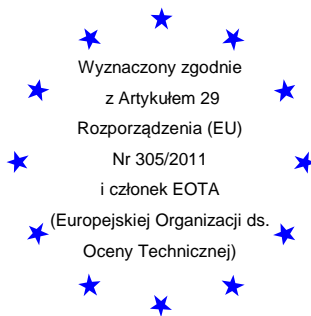 Wyznaczony zgodnie
z Artykułem 29
Rozporządzenia (EU)
Nr 305/2011
i członek EOTA
(Europejskiej Organizacji ds.
Oceny Technicznej)